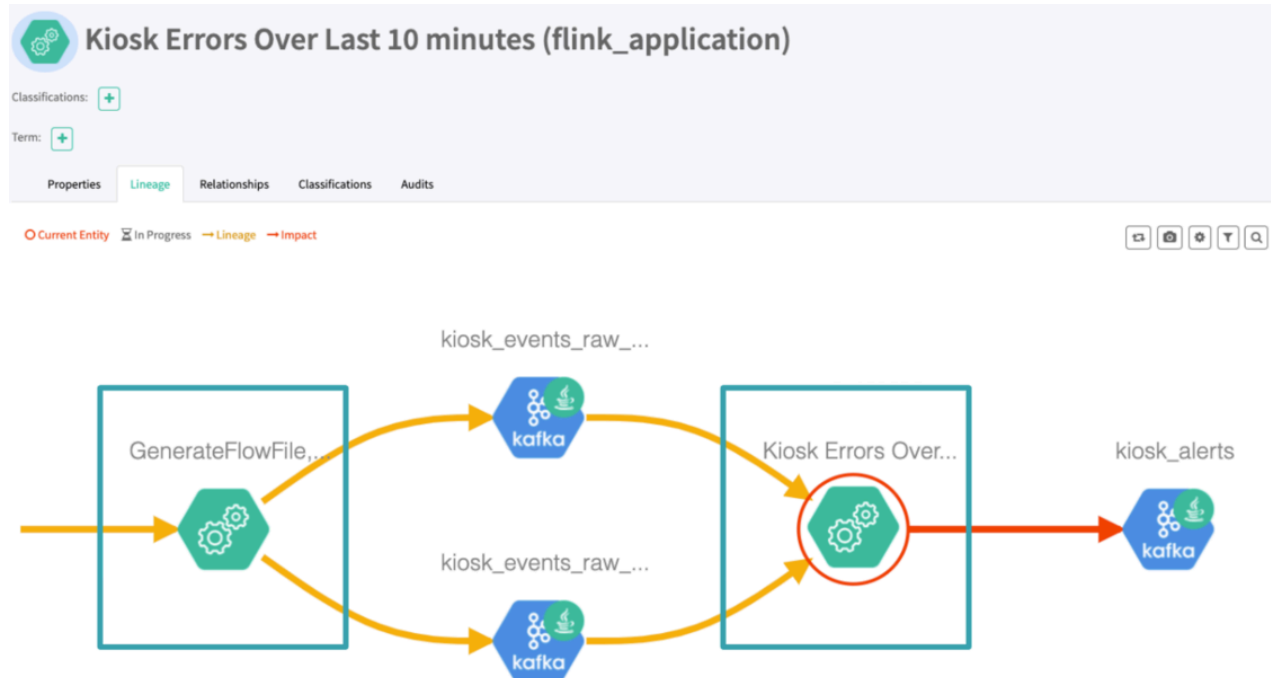 Kiosk Errors Over Last 10 minutes (flink_application)
Classifications: +
Term: +
Properties Lineage Relationships Classifications Audits
Current Entity In Progress Lineage Impact
kiosk_events_raw_...
kafka
GenerateFlowFile,...
Kiosk Errors Over...
kiosk_alerts
kafka
kiosk_events_raw_...
kafka